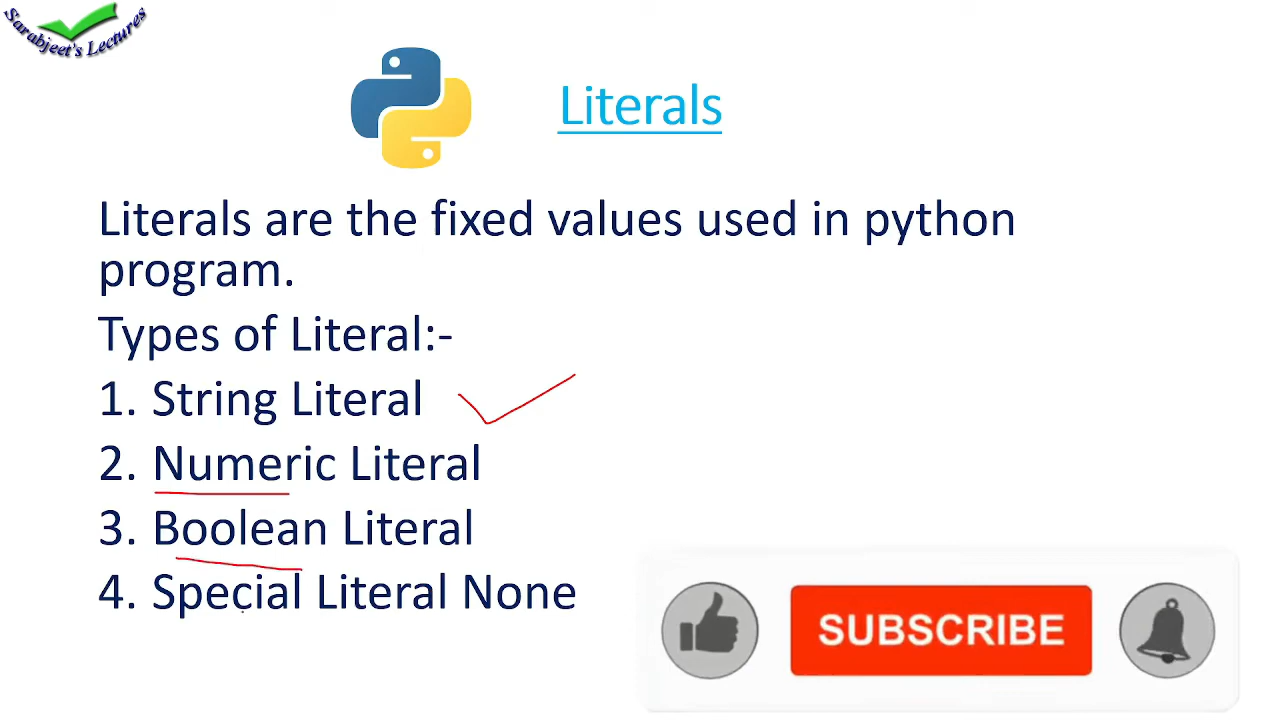 Sarabjeet's Lectures
Literals
Literals are the fixed values used in python
program.
Types of Literal:-
1. String Literal
2. Numeric Literal
3. Boolean Literal
4. Special Literal None
SUBSCRIBE